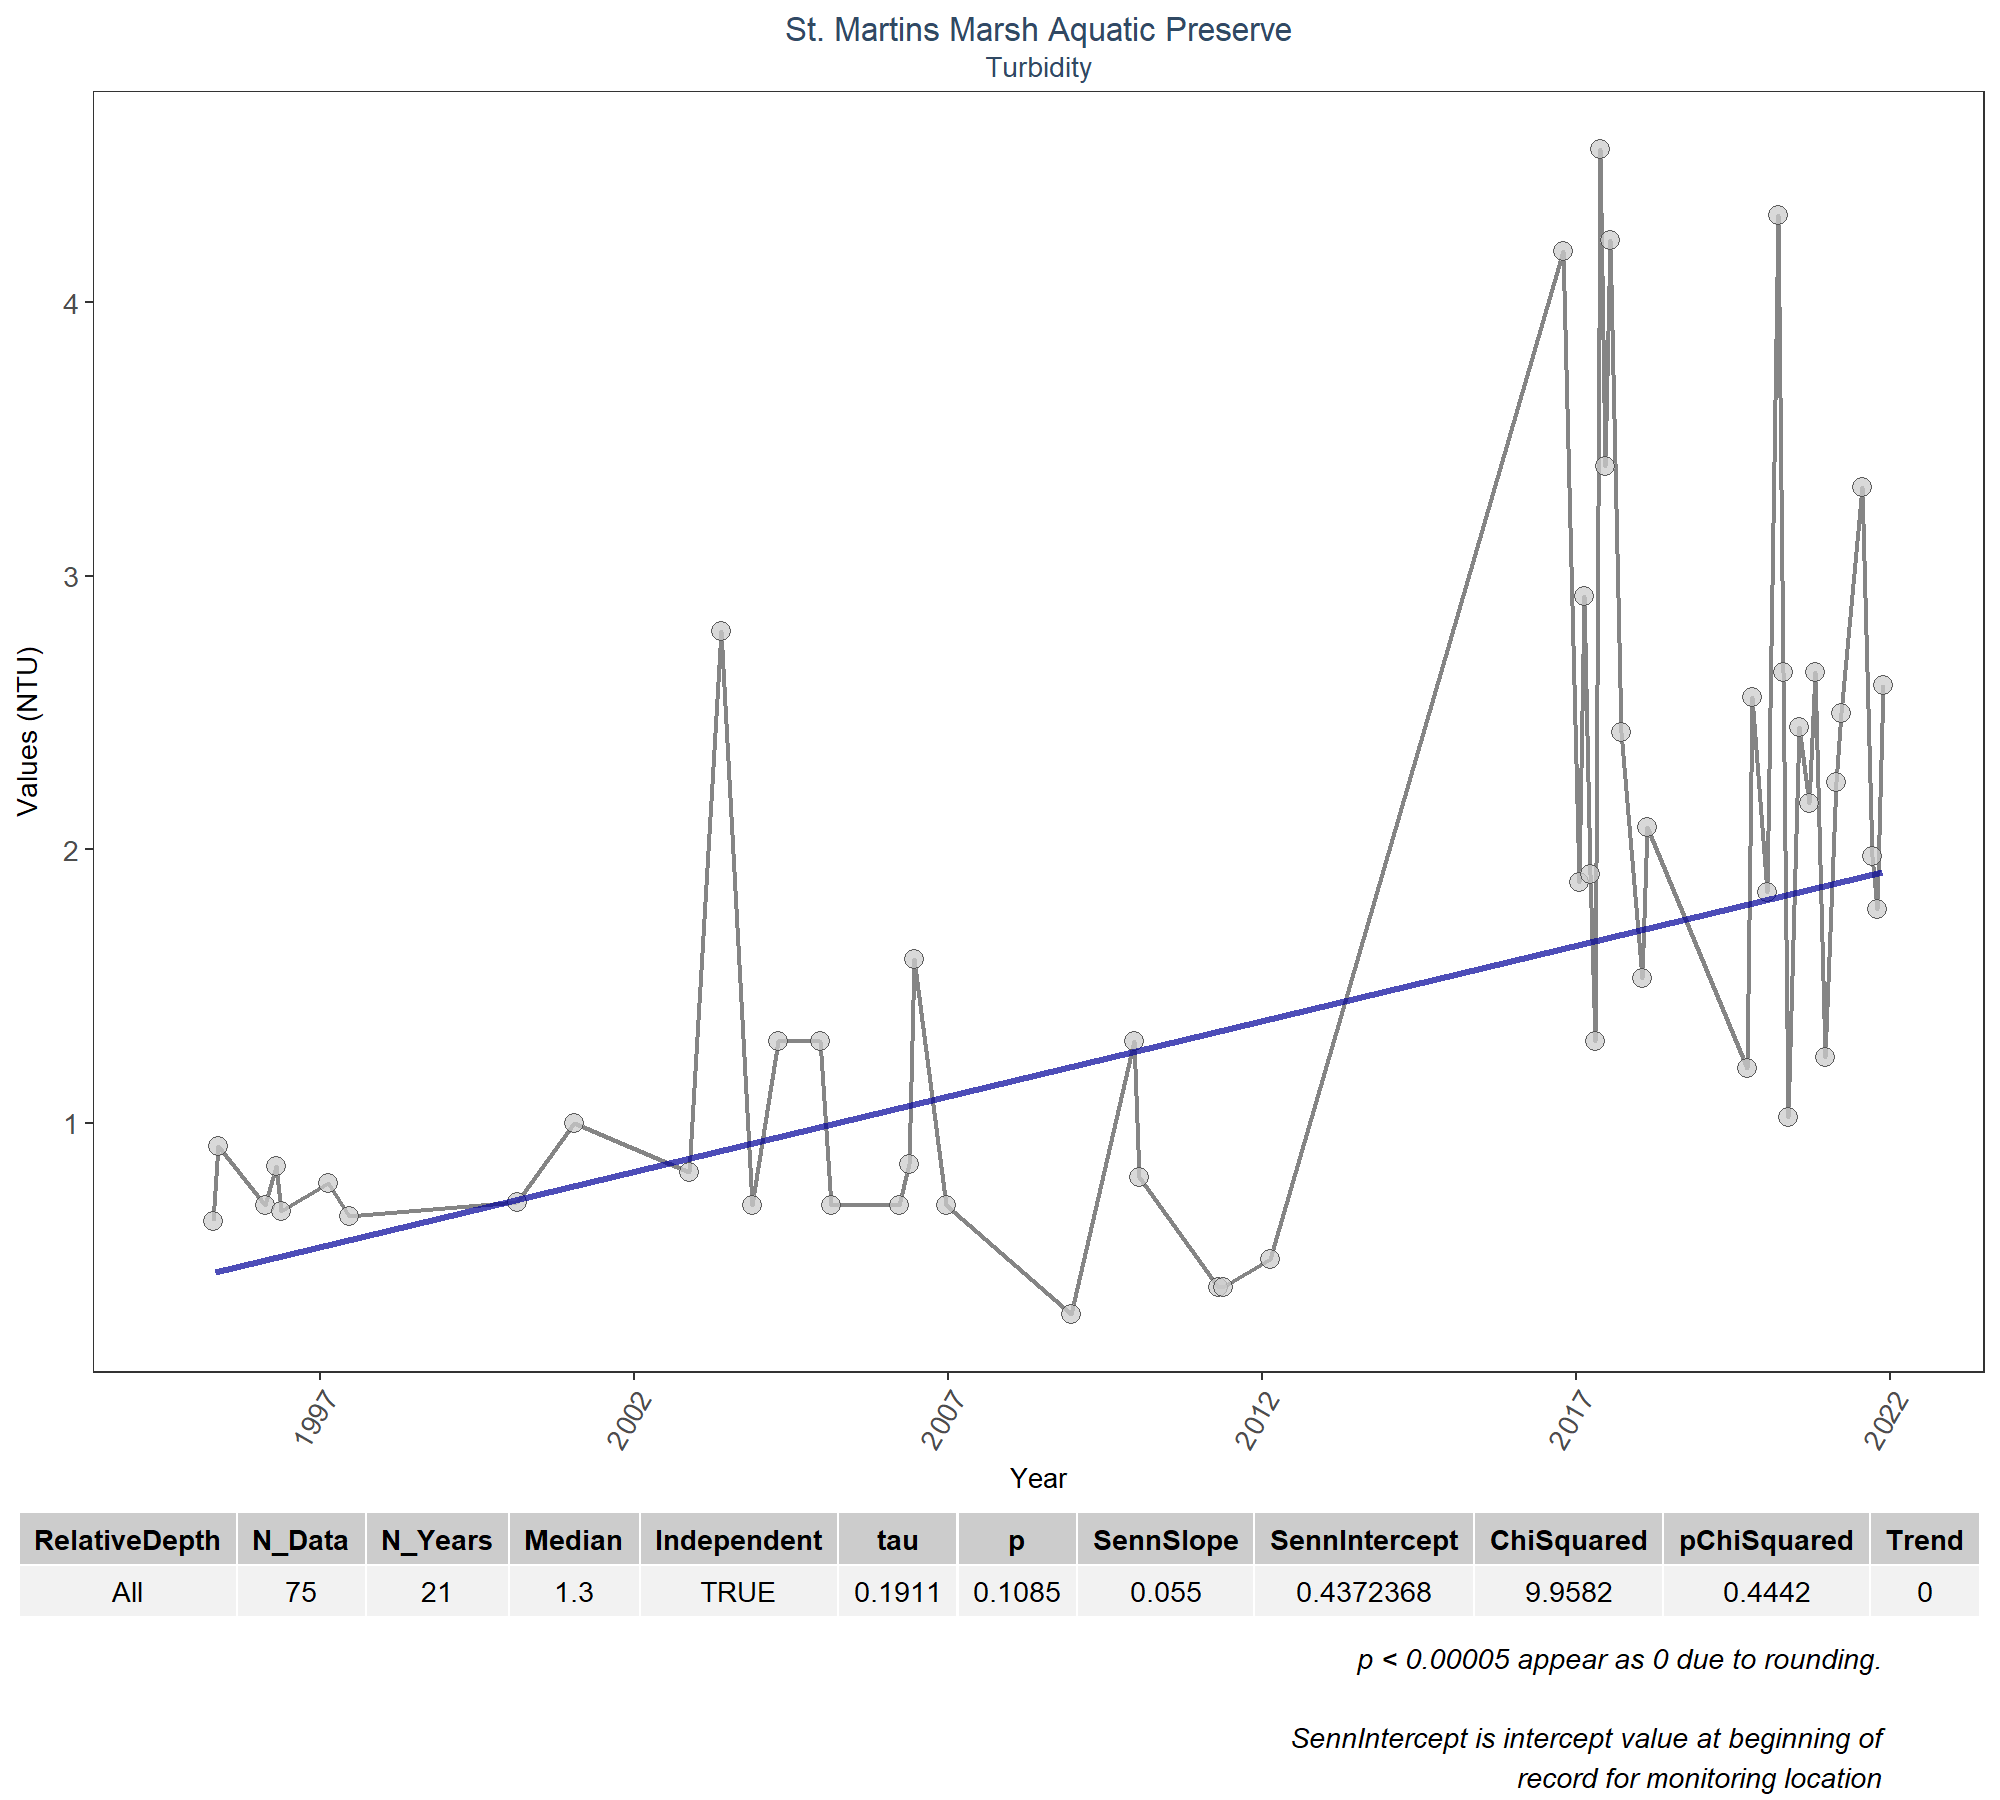 St. Martins Marsh Aquatic Preserve
Turbidity
Values (NTU)
4
3
2
1
1997 2002 2007 2012 2017 2022
Year
RelativeDepth N_Data N_Years Median Independent tau p SennSlope SennIntercept ChiSquared pChiSquared Trend
All 75 21 1.3 TRUE 0.1911 0.1085 0.055 0.4372368 9.9582 0.4442 0
p < 0.00005 appear as 0 due to rounding.
SennIntercept is intercept value at beginning of
record for monitoring location